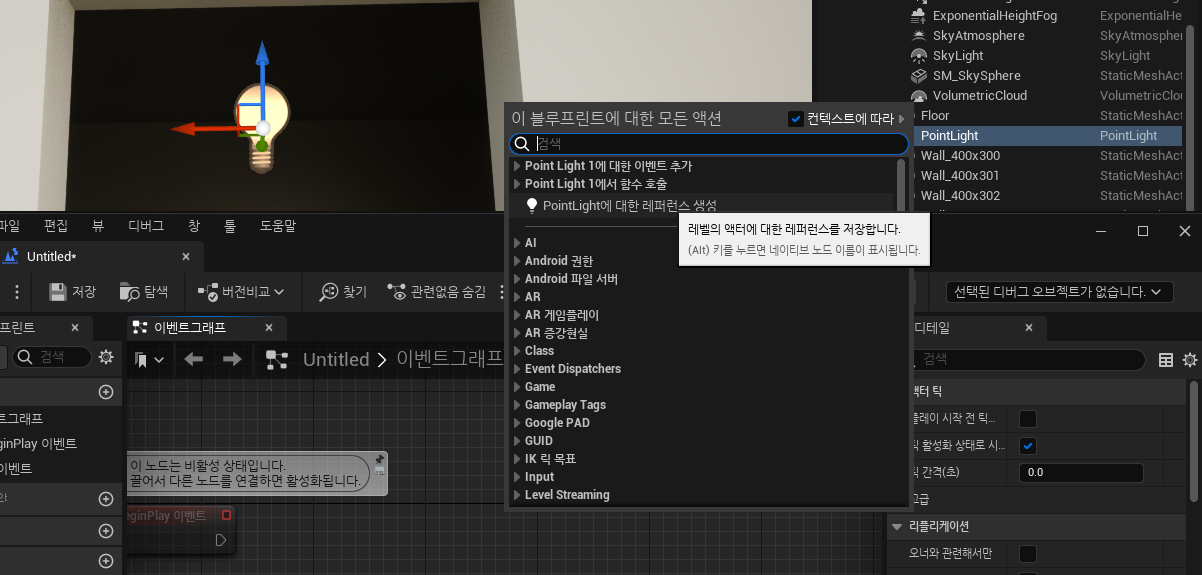 ExponentialHeightFog ExponentialHe
SkyAtmosphere SkyAtmospher
SkyLight SkyLight
SM_SkySphere StaticMeshAct
VolumetricCloud VolumetricClou
Floor StaticMeshAct
PointLight PointLight
Wall_400x300 StaticMeshAct
Wall_400x301 StaticMeshAct
Wall_400x302 StaticMeshAct
이 블루프린트에 대한 모든 액션 컨텍스트에 따라
검색
Point Light 1에 대한 이벤트 추가
Point Light 1에서 함수 호출
PointLight에 대한 레퍼런스 생성
레벨의 액터에 대한 레퍼런스를 저장합니다.
(Alt) 키를 누르면 네이티브 노드 이름이 표시됩니다.
AI
Android 권한
Android 파일 서버
AR
AR 게임플레이
AR 증강현실
Class
Event Dispatchers
Game
Gameplay Tags
Google PAD
GUID
IK 릭 목표
Input
Level Streaming
파일 편집 뷰 디버그 창 툴 도움말
Untitled*
저장 탐색 버전비교 찾기 관련없음 숨김
선택된 디버그 오브젝트가 없습니다.
프린트 이벤트그래프 디테일
검색
Untitled 이벤트그래프
검색
트그래프
ginPlay 이벤트
이벤트
이 노드는 비활성 상태입니다.
끌어서 다른 노드를 연결하면 활성화됩니다.
eginPlay 이벤트
액터 틱
플레이 시작 전 틱...
틱 활성화 상태로 시...
틱 간격(초) 0.0
고급
리플리케이션
오너와 관련해서만